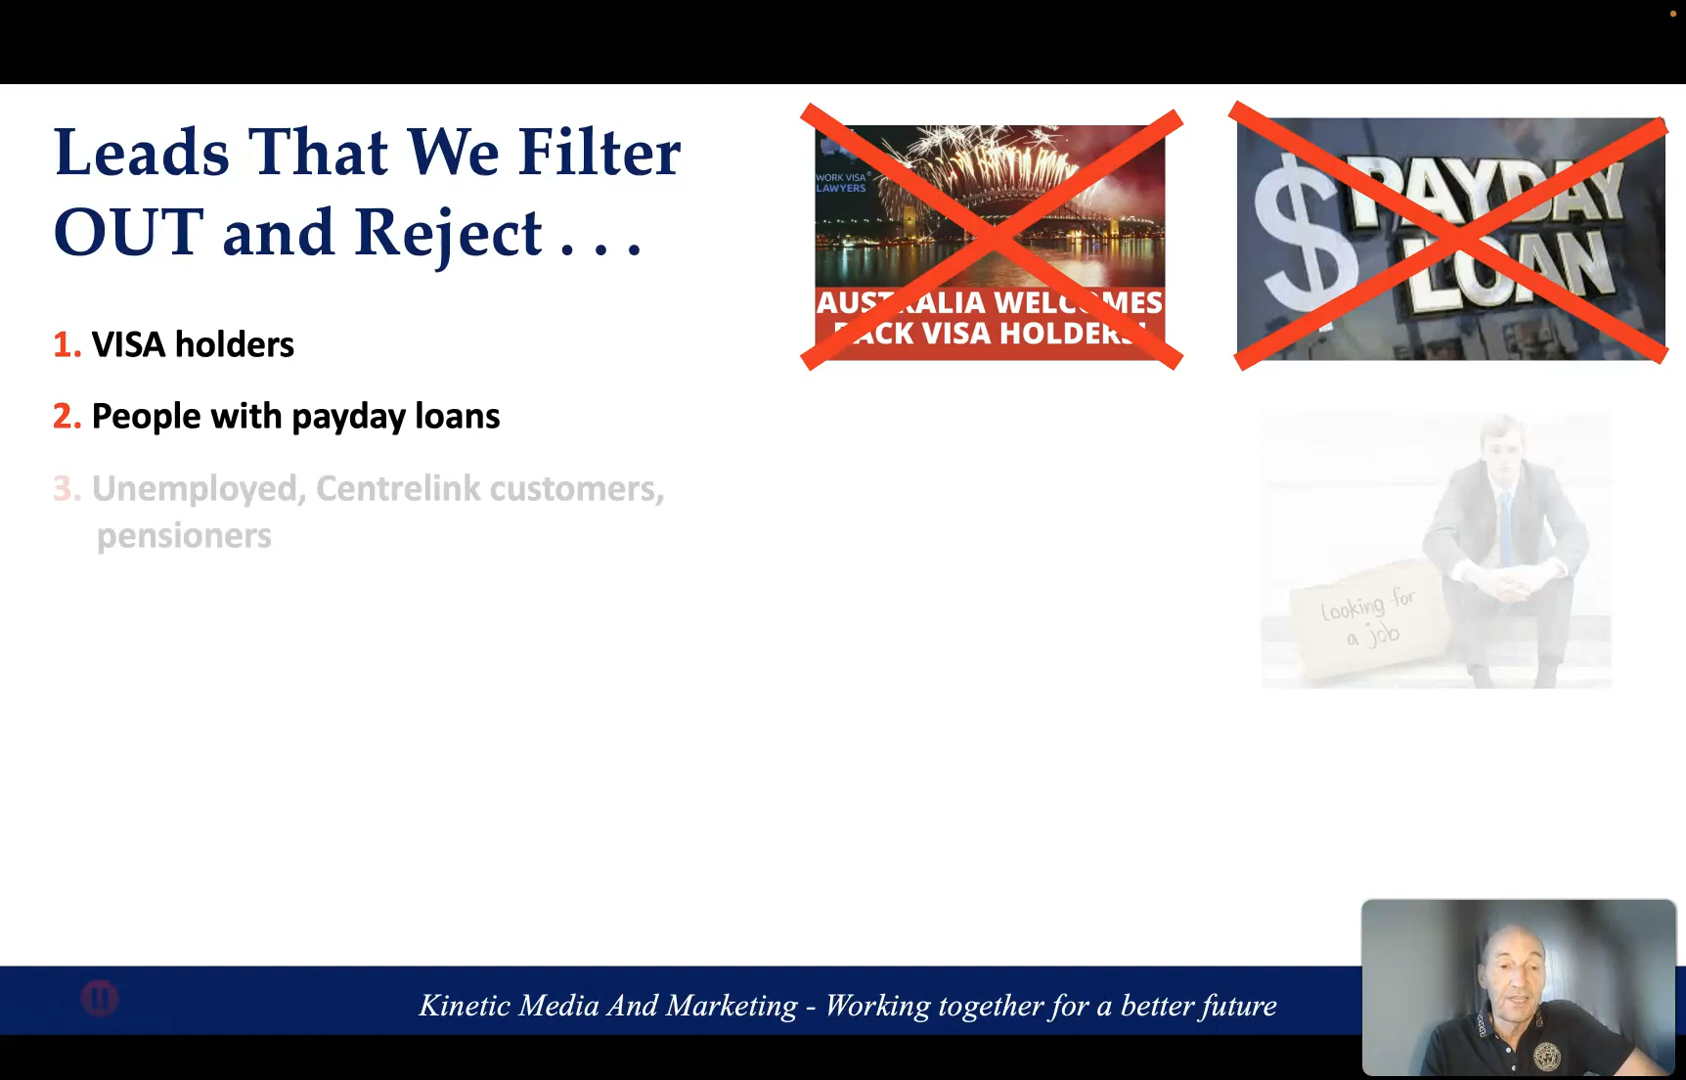 Leads That We Filter
OUT and Reject . . .
1. VISA holders
2. People with payday loans
3. Unemployed, Centrelink customers,
pensioners
WORK VISA
LAWYERS
AUSTRALIA WELCOMES
BACK VISA HOLDERS!
$ PAYDAY
LOAN
Looking for
a job
Kinetic Media And Marketing - Working together for a better future